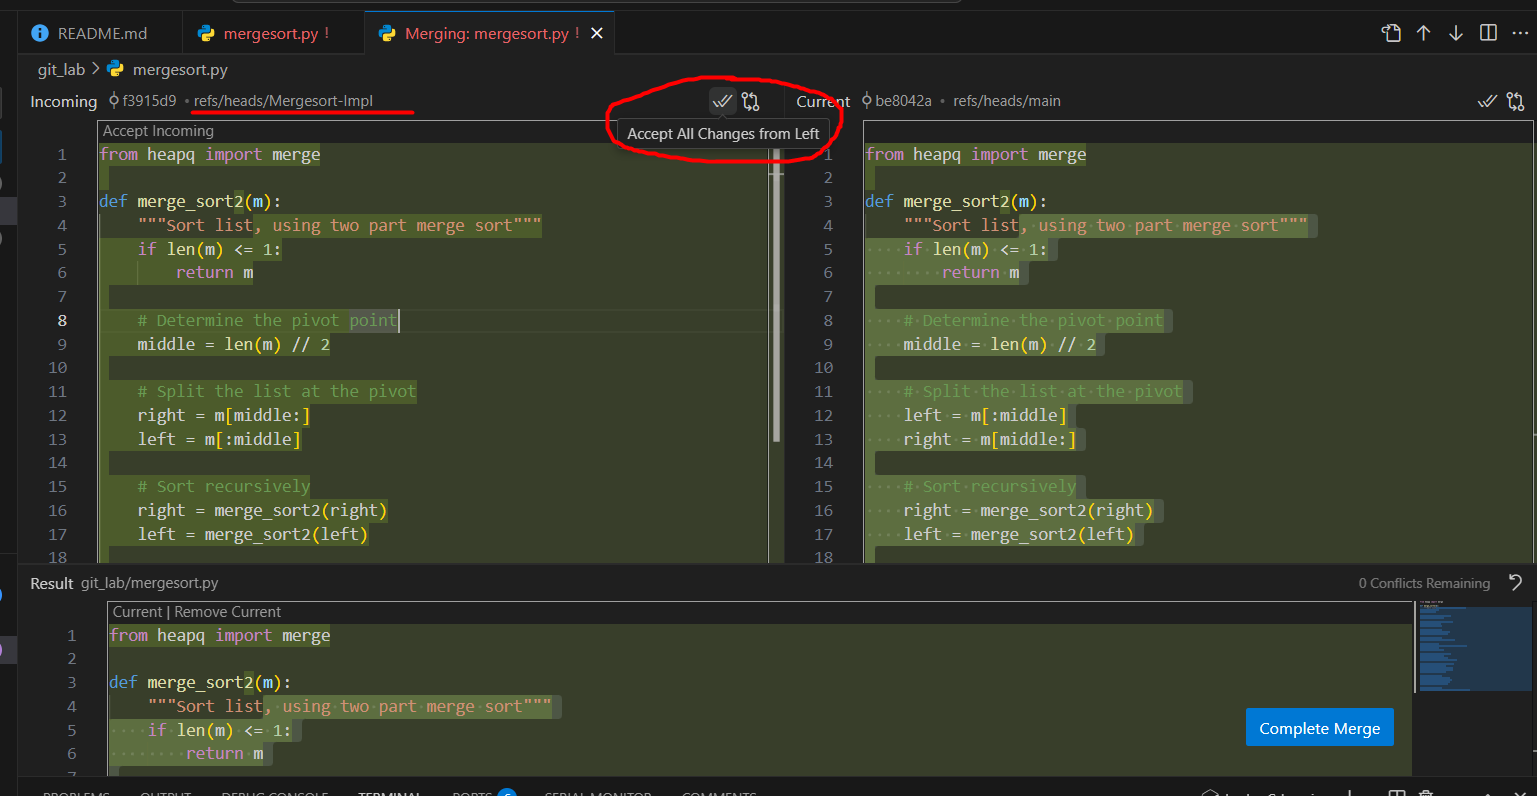 README.md mergesort.py ! Merging: mergesort.py !
git_lab > mergesort.py
Incoming f3915d9 • refs/heads/Mergesort-Impl
Accept All Changes from Left
Accept Incoming
1 from heapq import merge
2
3 def merge_sort2(m):
4 """Sort list, using two part merge sort"""
5 if len(m) <= 1:
6 return m
7
8 # Determine the pivot point
9 middle = len(m) // 2
10
11 # Split the list at the pivot
12 right = m[middle:]
13 left = m[:middle]
14
15 # Sort recursively
16 right = merge_sort2(right)
17 left = merge_sort2(left)
18
Current be8042a • refs/heads/main
1 from heapq import merge
2
3 def merge_sort2(m):
4 """Sort list, using two part merge sort"""
5 if len(m) <= 1:
6 return m
7
8 # Determine the pivot point
9 middle = len(m) // 2
10
11 # Split the list at the pivot
12 left = m[:middle]
13 right = m[middle:]
14
15 # Sort recursively
16 right = merge_sort2(right)
17 left = merge_sort2(left)
18
Result git_lab/mergesort.py 0 Conflicts Remaining
Current | Remove Current
1 from heapq import merge
2
3 def merge_sort2(m):
4 """Sort list, using two part merge sort"""
5 if len(m) <= 1:
6 return m
7
Complete Merge
PROBLEMS OUTPUT DEBUG CONSOLE TERMINAL PORTS SERIAL MONITOR COMMENTS